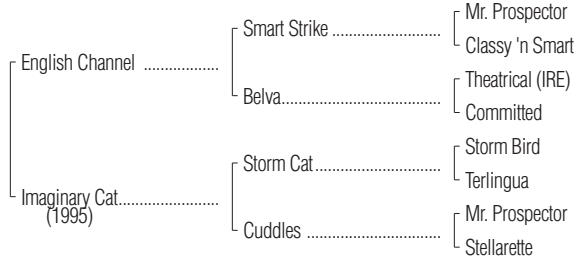 Mr. Prospector
Smart Strike ........................
Classy 'n Smart
English Channel ................
Theatrical (IRE)
Belva....................................
Committed
Storm Bird
Storm Cat............................
Terlingua
Imaginary Cat......................
(1995)
Mr. Prospector
Cuddles ..............................
Stellarette